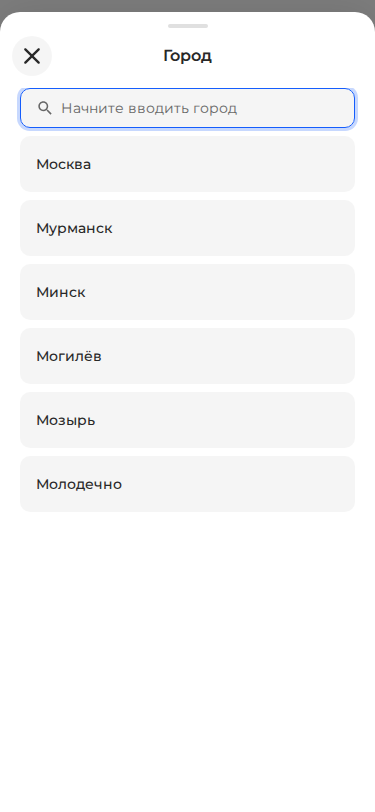 Город
Начните вводить город
Москва
Мурманск
Минск
Могилёв
Мозырь
Молодечно